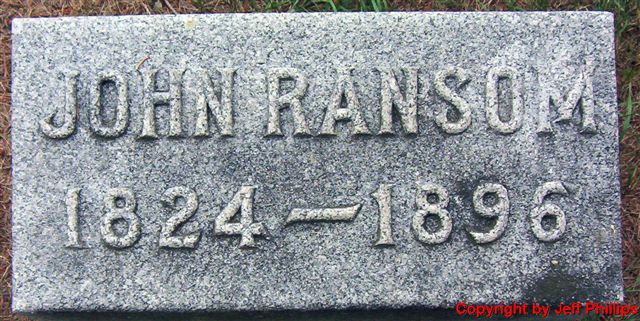 JOHN RANSOM
1824—1896
Copyright by Jeff Phillips